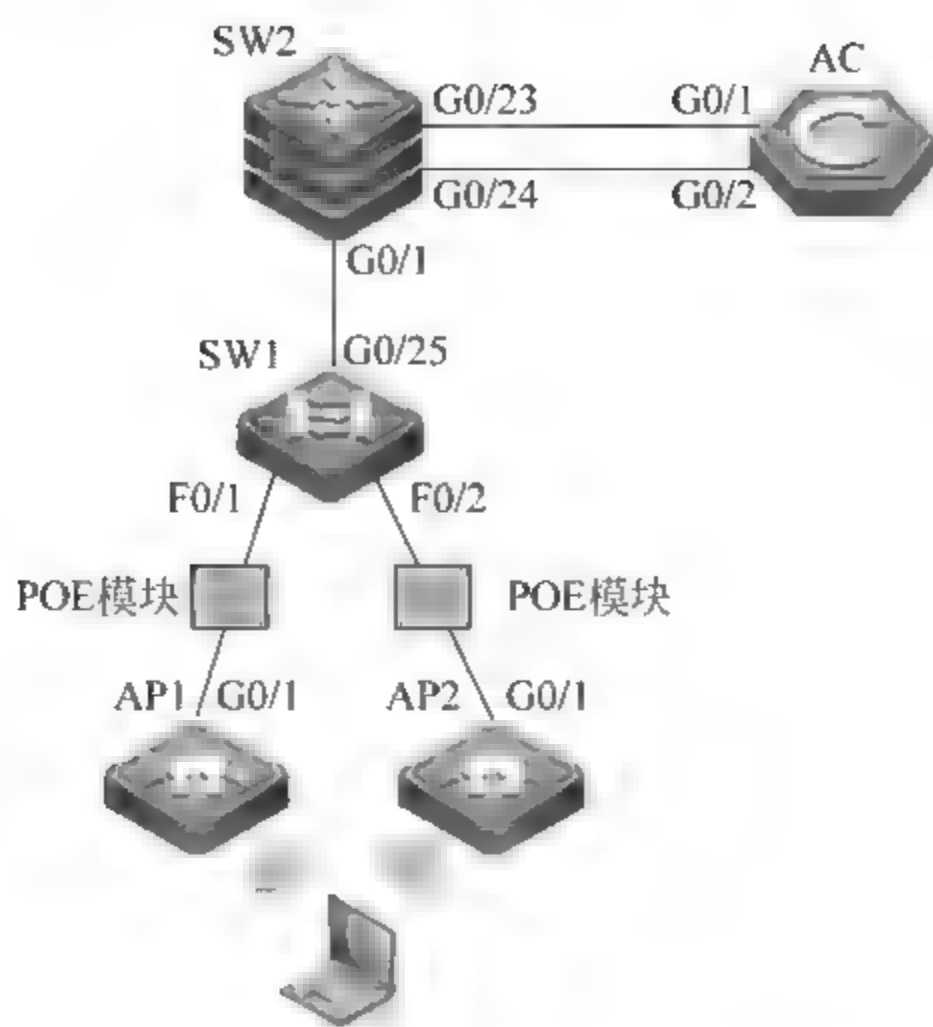 SW2
AC
G0/23 G0/1
G0/24 G0/2
G0/1
SW1 G0/25
F0/1 F0/2
POE模块 POE模块
AP1 G0/1 AP2 G0/1